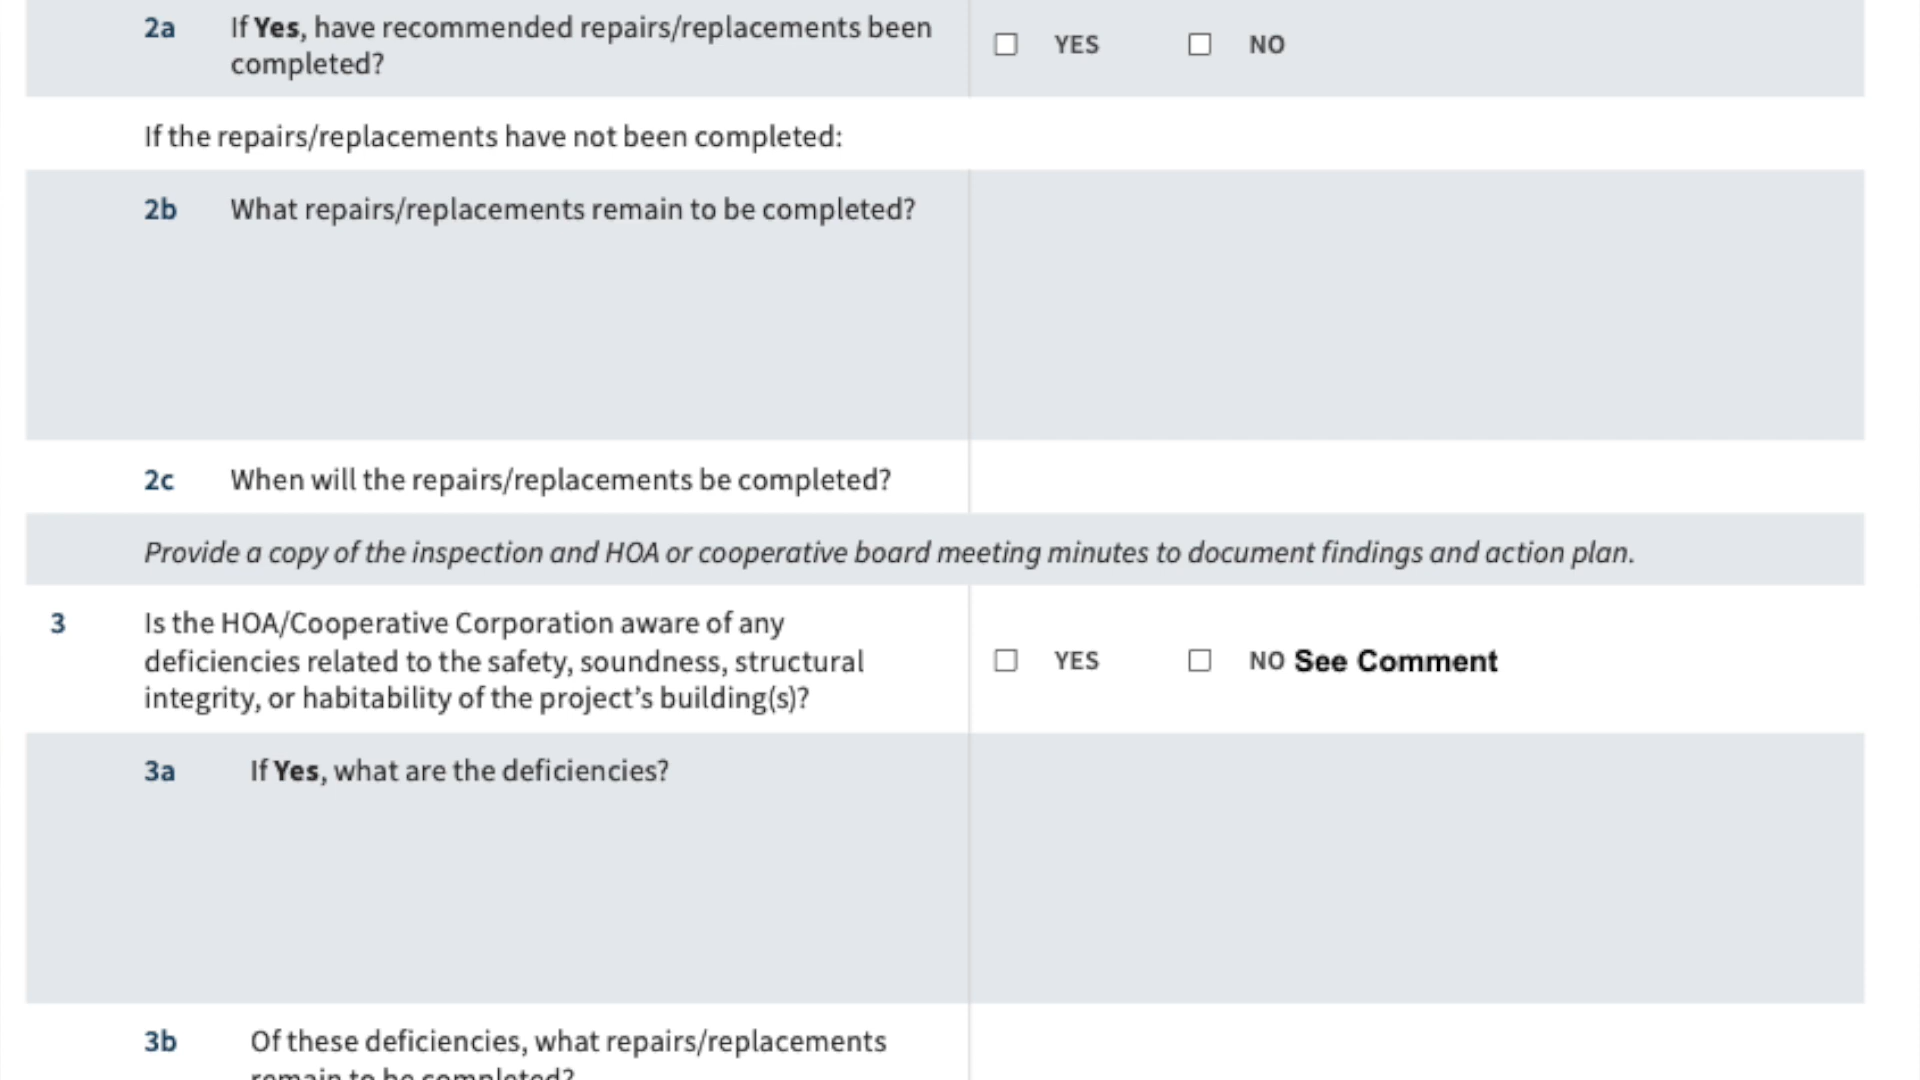 2a If Yes, have recommended repairs/replacements been
completed?
YES NO
If the repairs/replacements have not been completed:
2b What repairs/replacements remain to be completed?
2c When will the repairs/replacements be completed?
Provide a copy of the inspection and HOA or cooperative board meeting minutes to document findings and action plan.
3 Is the HOA/Cooperative Corporation aware of any
deficiencies related to the safety, soundness, structural
integrity, or habitability of the project’s building(s)?
YES NO See Comment
3a If Yes, what are the deficiencies?
3b Of these deficiencies, what repairs/replacements
remain to be completed?